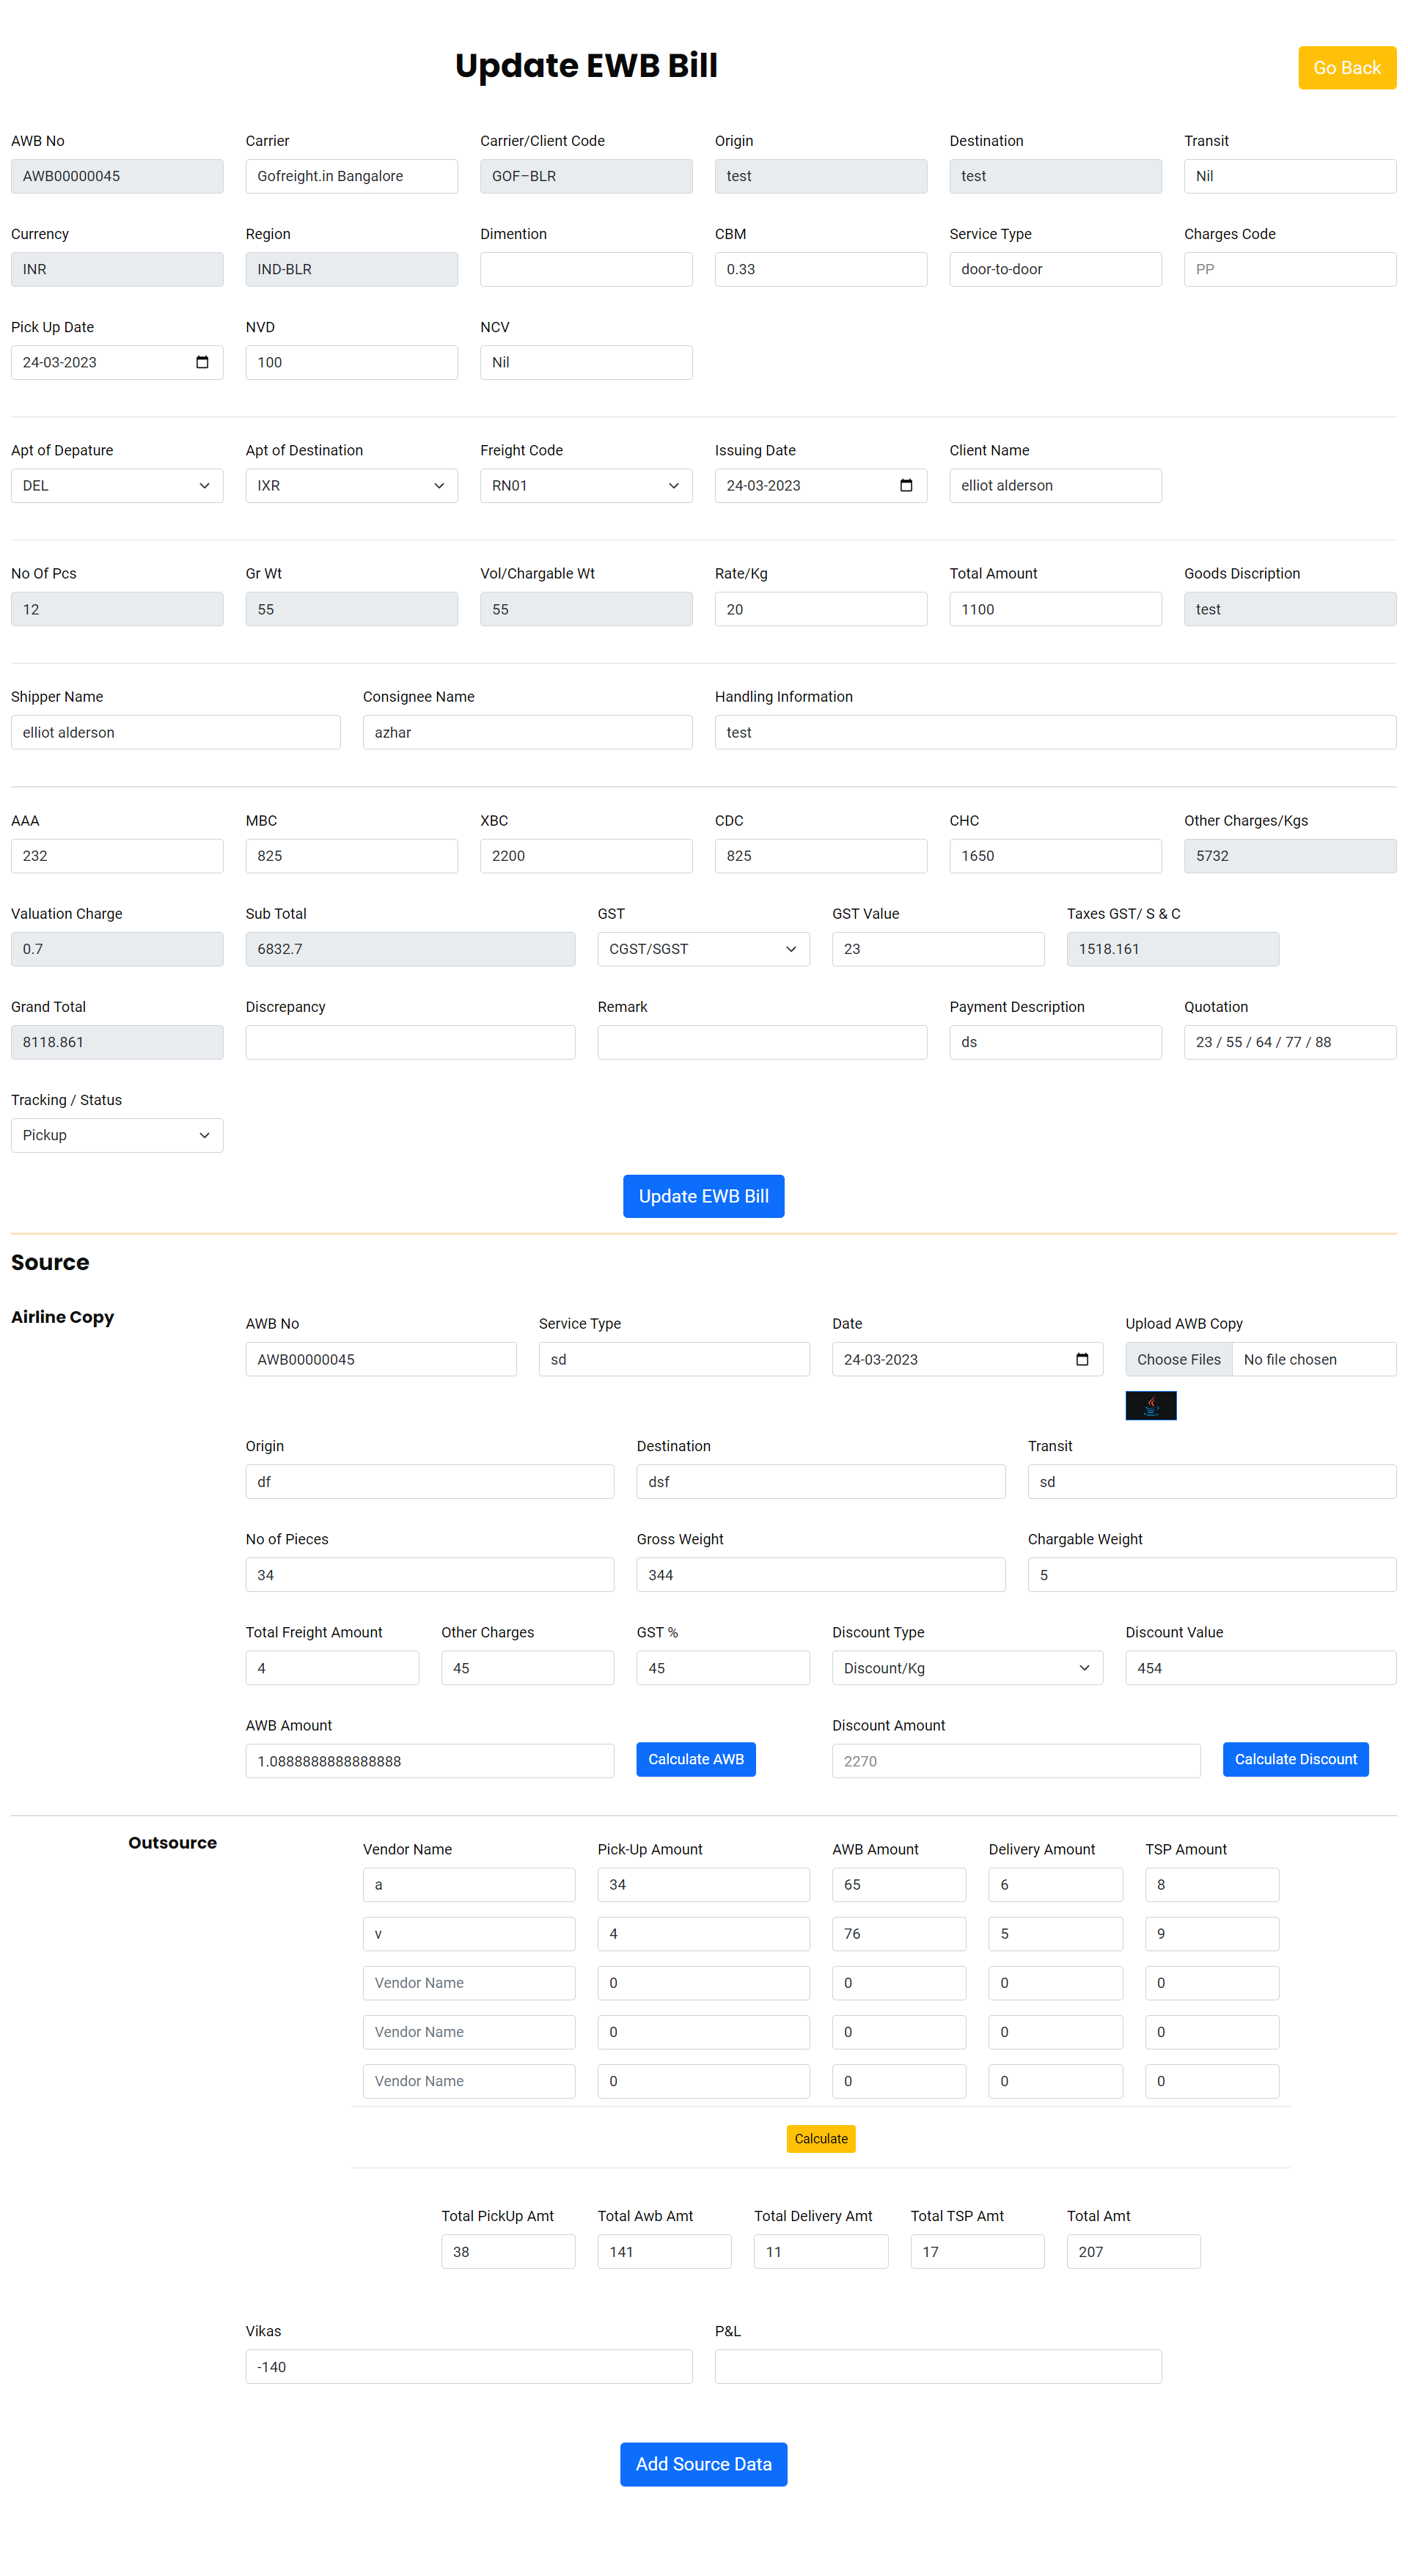 Update EWB Bill
Go Back
AWB No Carrier Carrier/Client Code Origin Destination Transit
AWB00000045 Gofreight.in Bangalore GOF–BLR test test Nil
Currency Region Dimention CBM Service Type Charges Code
INR IND-BLR 0.33 door-to-door PP
Pick Up Date NVD NCV
24-03-2023 100 Nil
Apt of Depature Apt of Destination Freight Code Issuing Date Client Name
DEL IXR RN01 24-03-2023 elliot alderson
No Of Pcs Gr Wt Vol/Chargable Wt Rate/Kg Total Amount Goods Discription
12 55 55 20 1100 test
Shipper Name Consignee Name Handling Information
elliot alderson azhar test
AAA MBC XBC CDC CHC Other Charges/Kgs
232 825 2200 825 1650 5732
Valuation Charge Sub Total GST GST Value Taxes GST/ S & C
0.7 6832.7 CGST/SGST 23 1518.161
Grand Total Discrepancy Remark Payment Description Quotation
8118.861 ds 23 / 55 / 64 / 77 / 88
Tracking / Status
Pickup
Update EWB Bill
Source
Airline Copy
AWB No Service Type Date Upload AWB Copy
AWB00000045 sd 24-03-2023 Choose Files No file chosen
Origin Destination Transit
df dsf sd
No of Pieces Gross Weight Chargable Weight
34 344 5
Total Freight Amount Other Charges GST % Discount Type Discount Value
4 45 45 Discount/Kg 454
AWB Amount Discount Amount
1.0888888888888888 Calculate AWB 2270 Calculate Discount
Outsource
Vendor Name Pick-Up Amount AWB Amount Delivery Amount TSP Amount
a 34 65 6 8
v 4 76 5 9
Vendor Name 0 0 0 0
Vendor Name 0 0 0 0
Vendor Name 0 0 0 0
Calculate
Total PickUp Amt Total Awb Amt Total Delivery Amt Total TSP Amt Total Amt
38 141 11 17 207
Vikas P&L
-140
Add Source Data